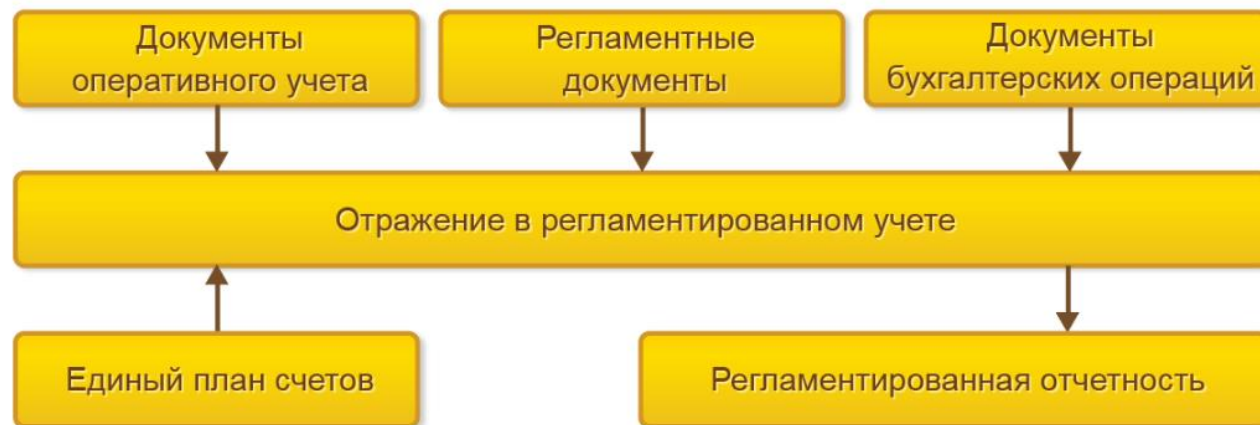 Документы
оперативного учета
Регламентные
документы
Документы
бухгалтерских операций
Отражение в регламентированном учете
Единый план счетов
Регламентированная отчетность